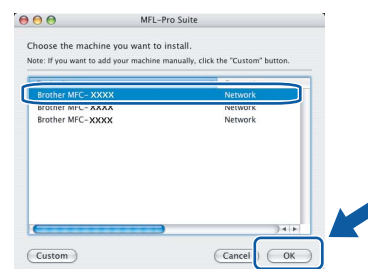 MFL-Pro Suite
Choose the machine you want to install.
Note: If you want to add your machine manually, click the "Custom" button.
Brother MFC-XXXX Network
Brother MFC-XXXX Network
Brother MFC-XXXX Network
Custom Cancel OK